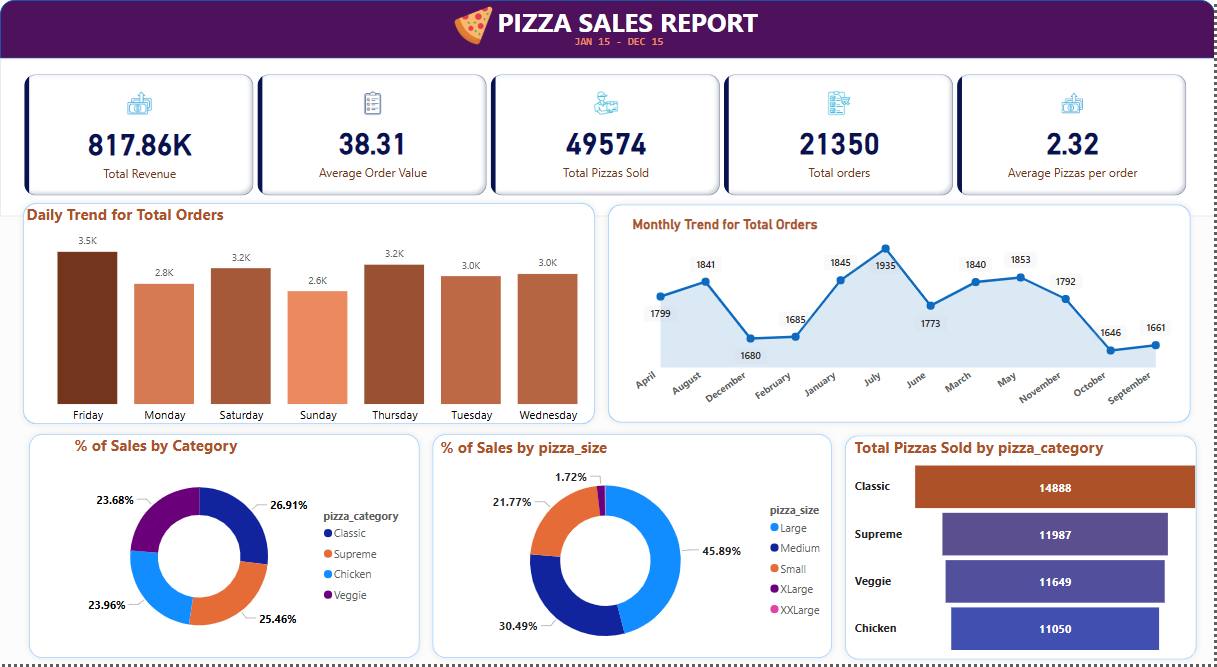 PIZZA SALES REPORT
JAN 15 - DEC 15
817.86K
Total Revenue
38.31
Average Order Value
49574
Total Pizzas Sold
21350
Total orders
2.32
Average Pizzas per order
Daily Trend for Total Orders
3.5K
2.8K
3.2K
2.6K
3.2K
3.0K
3.0K
Friday
Monday
Saturday
Sunday
Thursday
Tuesday
Wednesday
Monthly Trend for Total Orders
1799
1841
1680
1685
1845
1935
1773
1840
1853
1792
1646
1661
April
August
December
February
January
July
June
March
May
November
October
September
% of Sales by Category
23.68%
26.91%
23.96%
25.46%
pizza_category
Classic
Supreme
Chicken
Veggie
% of Sales by pizza_size
1.72%
21.77%
45.89%
30.49%
pizza_size
Large
Medium
Small
XLarge
XXLarge
Total Pizzas Sold by pizza_category
Classic 14888
Supreme 11987
Veggie 11649
Chicken 11050